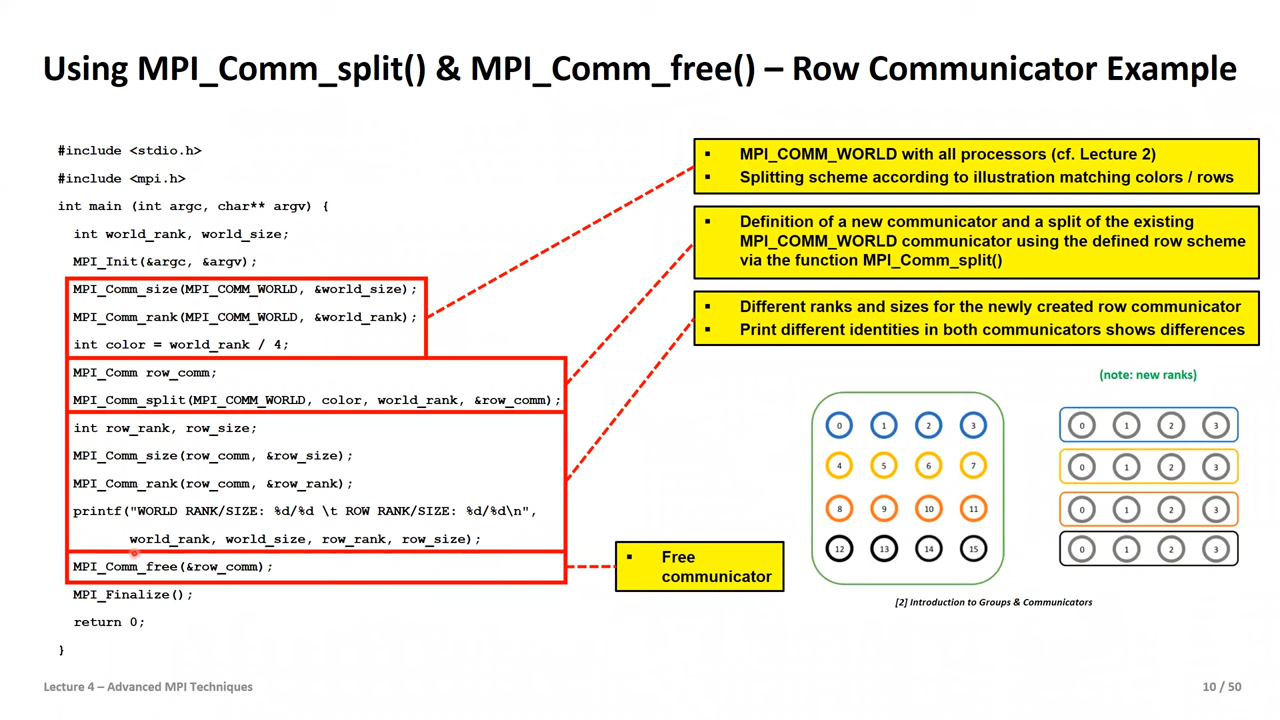 Using MPI_Comm_split() & MPI_Comm_free() – Row Communicator Example
#include <stdio.h>
#include <mpi.h>
int main (int argc, char** argv) {
int world_rank, world_size;
MPI_Init(&argc, &argv);
MPI_Comm_size(MPI_COMM_WORLD, &world_size);
MPI_Comm_rank(MPI_COMM_WORLD, &world_rank);
int color = world_rank / 4;
MPI_Comm row_comm;
MPI_Comm_split(MPI_COMM_WORLD, color, world_rank, &row_comm);
int row_rank, row_size;
MPI_Comm_size(row_comm, &row_size);
MPI_Comm_rank(row_comm, &row_rank);
printf("WORLD RANK/SIZE: %d/%d \t ROW RANK/SIZE: %d/%d\n",
world_rank, world_size, row_rank, row_size);
MPI_Comm_free(&row_comm);
MPI_Finalize();
return 0;
}
▪ MPI_COMM_WORLD with all processors (cf. Lecture 2)
▪ Splitting scheme according to illustration matching colors / rows
▪ Definition of a new communicator and a split of the existing
MPI_COMM_WORLD communicator using the defined row scheme
via the function MPI_Comm_split()
▪ Different ranks and sizes for the newly created row communicator
▪ Print different identities in both communicators shows differences
▪ Free
communicator
(note: new ranks)
0 1 2 3
4 5 6 7
8 9 10 11
12 13 14 15
0 1 2 3
0 1 2 3
0 1 2 3
0 1 2 3
[2] Introduction to Groups & Communicators
Lecture 4 – Advanced MPI Techniques
10 / 50